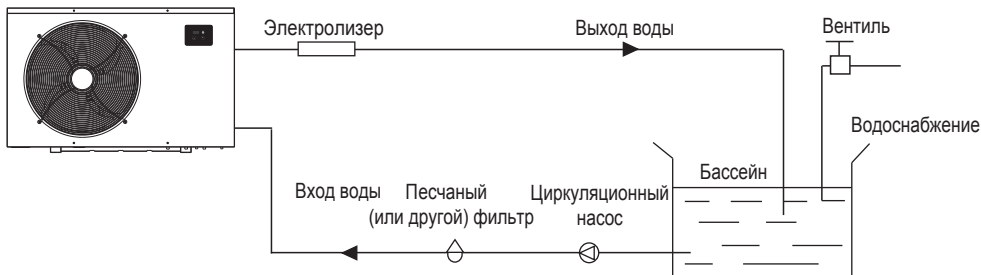 Электролизер
Выход воды
Вентиль
Водоснабжение
Бассейн
Вход воды
Песчаный
(или другой) фильтр
Циркуляционный
насос